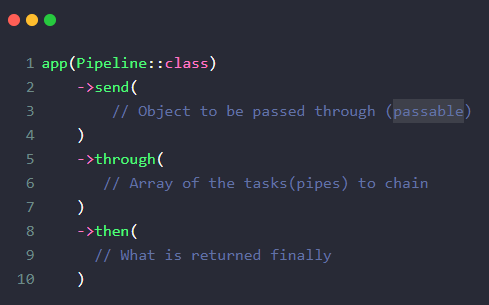 1 app(Pipeline::class)
2 ->send(
3 // Object to be passed through (passable)
4 )
5 ->through(
6 // Array of the tasks(pipes) to chain
7 )
8 ->then(
9 // What is returned finally
10 )